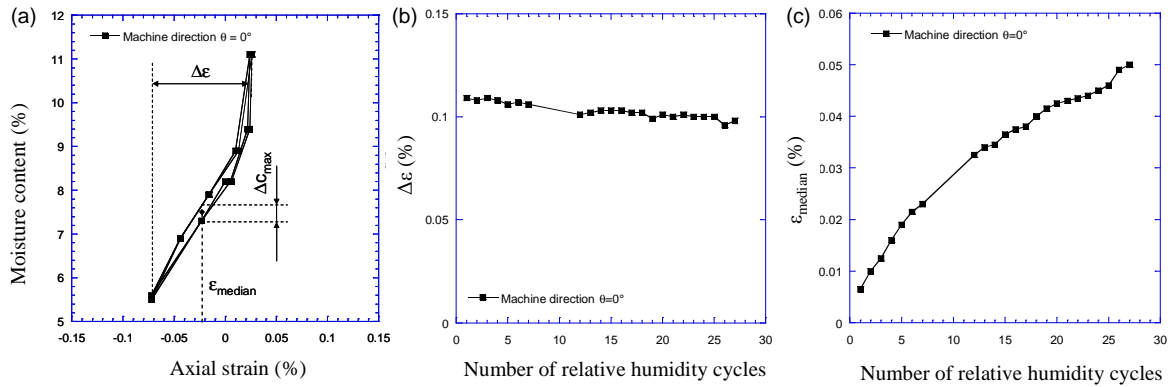 (a)
Machine direction θ = 0°
Δε
Δc_max
ε_median
12
11
10
9
8
7
6
5
-0.15
-0.1
-0.05
0
0.05
0.1
0.15
Moisture content (%)
Axial strain (%)
(b)
0.15
0.1
0.05
0
0
5
10
15
20
25
30
Δε (%)
Machine direction θ=0°
Number of relative humidity cycles
(c)
0.06
0.05
0.04
0.03
0.02
0.01
0
0
5
10
15
20
25
30
ε_median (%)
Machine direction θ=0°
Number of relative humidity cycles